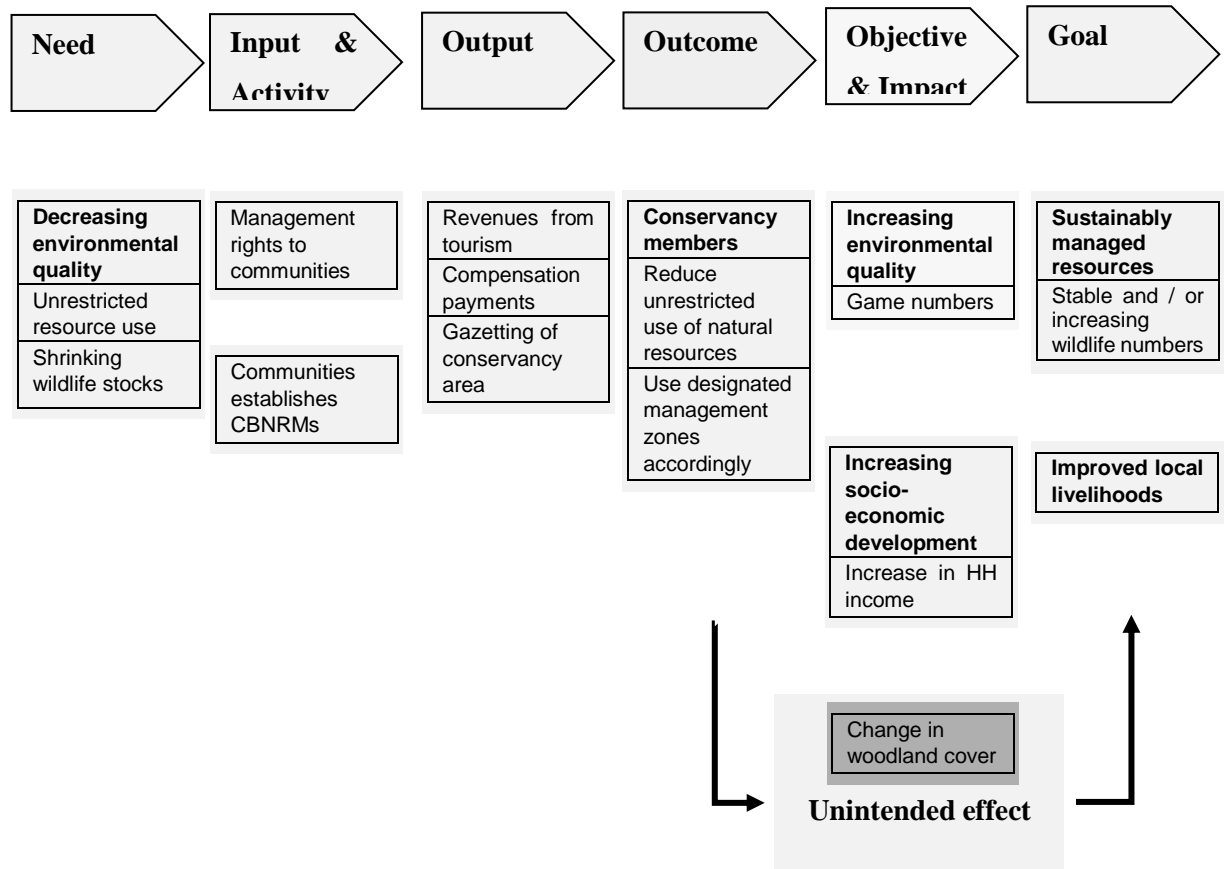 Need
Input &
Activity
Output
Outcome
Objective
& Impact
Goal
Decreasing
environmental
quality
Unrestricted
resource use
Shrinking
wildlife stocks
Management
rights to
communities
Communities
establishes
CBNRMs
Revenues from
tourism
Compensation
payments
Gazetting of
conservancy
area
Conservancy
members
Reduce
unrestricted
use of natural
resources
Use designated
management
zones
accordingly
Increasing
environmental
quality
Game numbers
Increasing
socio-
economic
development
Increase in HH
income
Sustainably
managed
resources
Stable and / or
increasing
wildlife numbers
Improved local
livelihoods
Change in
woodland cover
Unintended effect